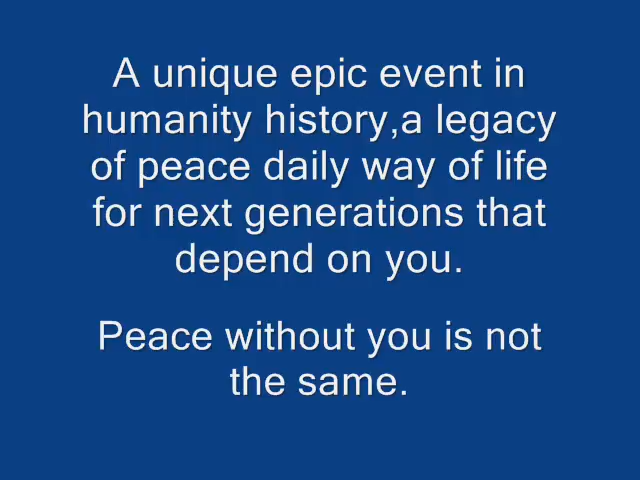 A unique epic event in
humanity history,a legacy
of peace daily way of life
for next generations that
depend on you.
Peace without you is not
the same.